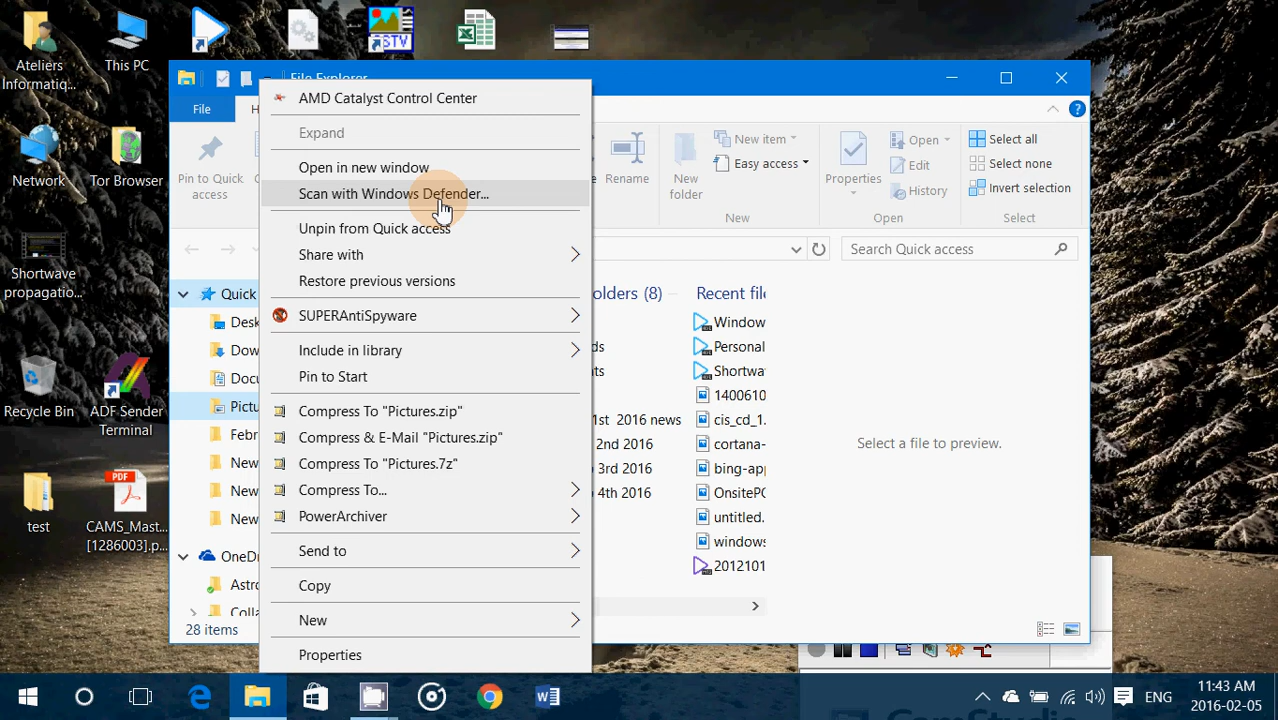 Ateliers
Informatiq...
This PC
SSTV
Network
Tor Browser
Shortwave
propagatio...
Recycle Bin
ADF Sender
Terminal
test
PDF
CAMS_Mast...
[1286003].p...
File Explorer
File
H
Pin to Quick
access
Rename
New
folder
New item
Easy access
New
Properties
Open
Edit
History
Open
Select all
Select none
Invert selection
Select
Search Quick access
Quick
Desk
Dow
Docu
Pictu
Febr
New
New
New
OneDr
Astro
Colla
28 items
AMD Catalyst Control Center
Expand
Open in new window
Scan with Windows Defender...
Unpin from Quick access
Share with
Restore previous versions
SUPERAntiSpyware
Include in library
Pin to Start
Compress To "Pictures.zip"
Compress & E-Mail "Pictures.zip"
Compress To "Pictures.7z"
Compress To...
PowerArchiver
Send to
Copy
New
Properties
olders (8)
ds
nts
1st 2016 news
2nd 2016
3rd 2016
4th 2016
Recent file
Window
Personal
Shortwa
1400610
cis_cd_1.
cortana-
bing-app
OnsitePC
untitled.
windows
2012101
Select a file to preview.
ENG
11:43 AM
2016-02-05